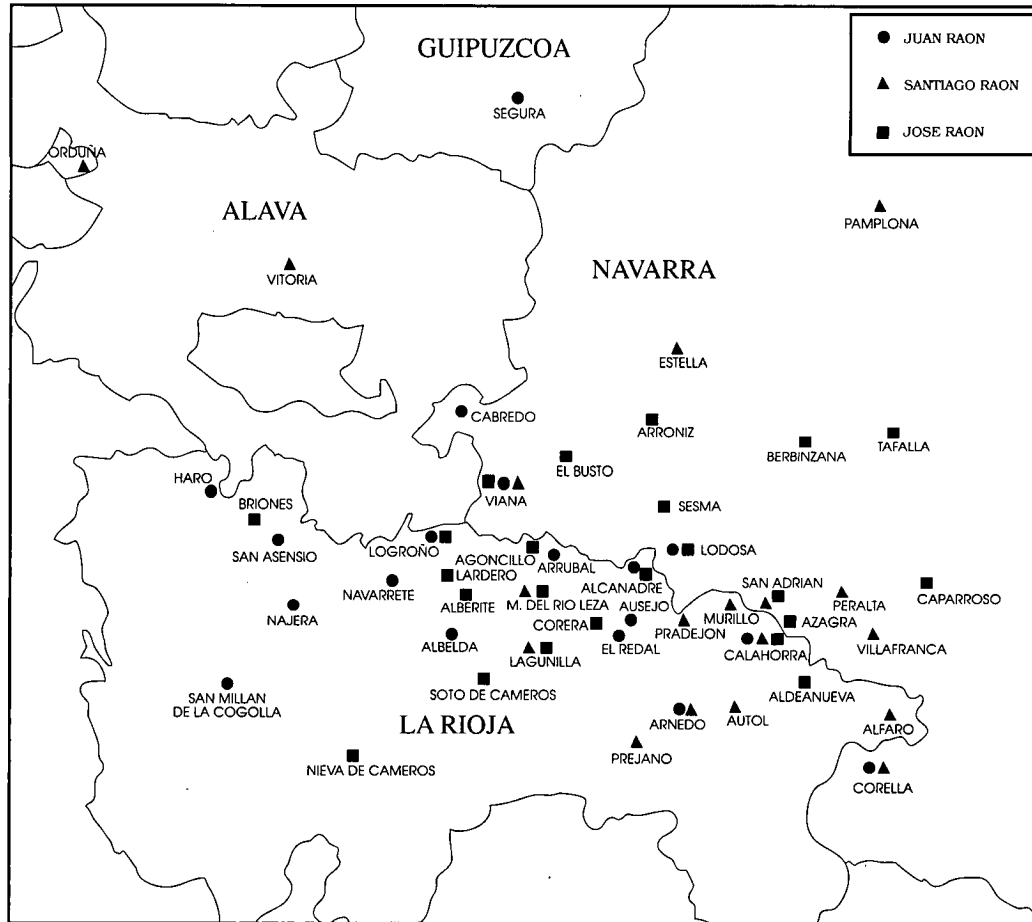 GUIPUZCOA
JUAN RAON
SANTIAGO RAON
JOSE RAON
SEGURA
ORDUÑA
ALAVA
PAMPLONA
VITORIA
NAVARRA
ESTELLA
CABREDO
ARRONIZ
BERBINZANA
TAFALLA
EL BUSTO
HARO
BRIONES
VIANA
SESMA
SAN ASENSIO
LOGROÑO
AGONCILLO
ARRUBAL
LODOSA
LARDERO
ALCANADRE
SAN ADRIAN
NAVARRETE
ALBERITE
M. DEL RIO LEZA
AUSEJO
MURILLO
PERALTA
CAPARROSO
NAJERA
CORERA
PRADEJON
AZAGRA
ALBELDA
EL REDAL
CALAHORRA
VILLAFRANCA
LAGUNILLA
SAN MILLAN
DE LA COGOLLA
SOTO DE CAMEROS
ALDEANUEVA
LA RIOJA
ARNEDO
AUTOL
ALFARO
PREJANO
NIEVA DE CAMEROS
CORELLA